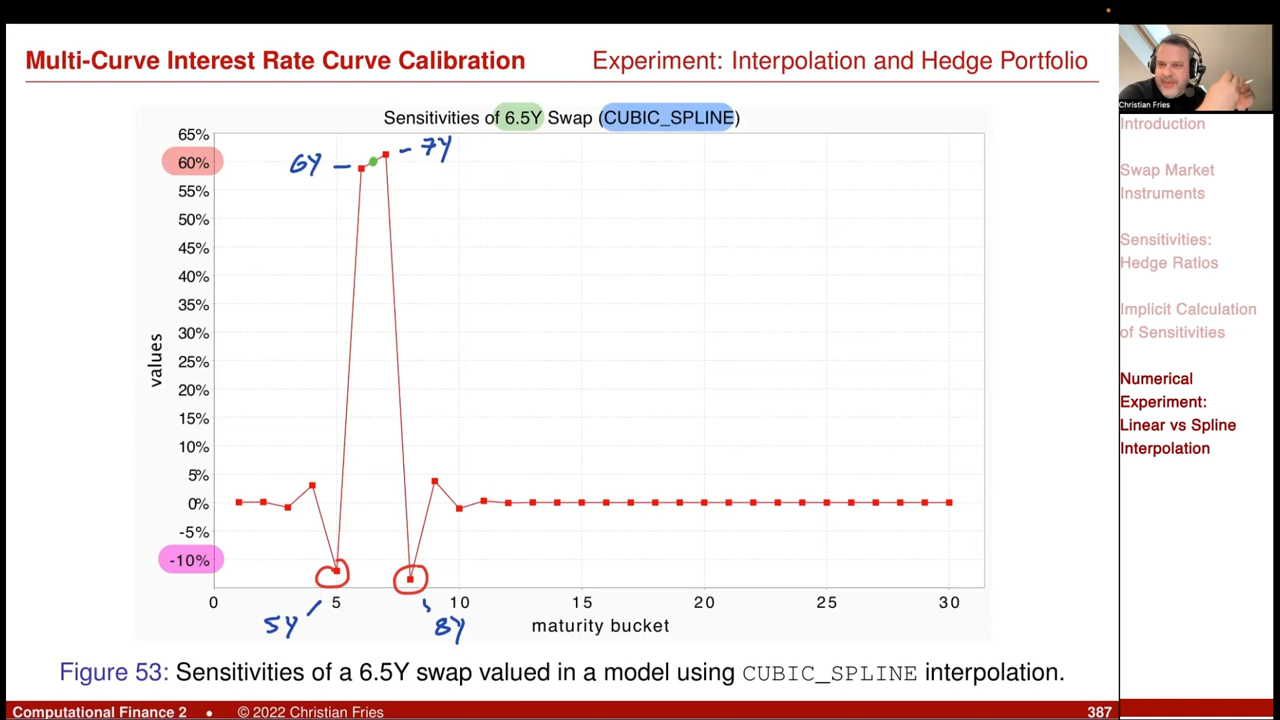 Multi-Curve Interest Rate Curve Calibration
Experiment: Interpolation and Hedge Portfolio
Christian Fries
Introduction
Swap Market
Instruments
Sensitivities:
Hedge Ratios
Implicit Calculation
of Sensitivities
Numerical
Experiment:
Linear vs Spline
Interpolation
Sensitivities of 6.5Y Swap (CUBIC_SPLINE)
65%
60%
55%
50%
45%
40%
35%
30%
25%
20%
15%
10%
5%
0%
-5%
-10%
values
6Y
7Y
0 5 10 15 20 25 30
5Y
8Y
maturity bucket
Figure 53: Sensitivities of a 6.5Y swap valued in a model using CUBIC_SPLINE interpolation.
Computational Finance 2 • © 2022 Christian Fries
387